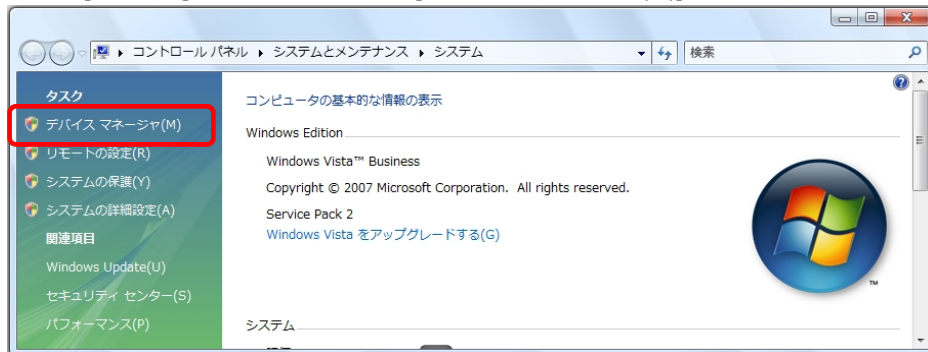 コントロール パネル ▸ システムとメンテナンス ▸ システム
検索
タスク
デバイス マネージャ(M)
リモートの設定(R)
システムの保護(Y)
システムの詳細設定(A)
関連項目
Windows Update(U)
セキュリティ センター(S)
パフォーマンス(P)
コンピュータの基本的な情報の表示
Windows Edition
Windows Vista™ Business
Copyright © 2007 Microsoft Corporation. All rights reserved.
Service Pack 2
Windows Vista をアップグレードする(G)
TM
システム